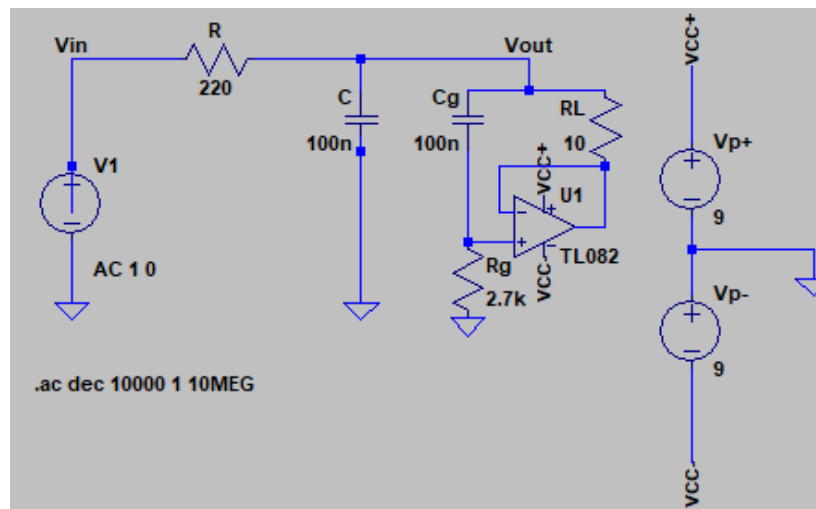 Vin
R
220
Vout
C
100n
Cg
100n
RL
10
VCC+
U1
TL082
VCC-
Rg
2.7k
V1
AC 1 0
VCC+
Vp+
9
Vp-
9
VCC-
.ac dec 10000 1 10MEG